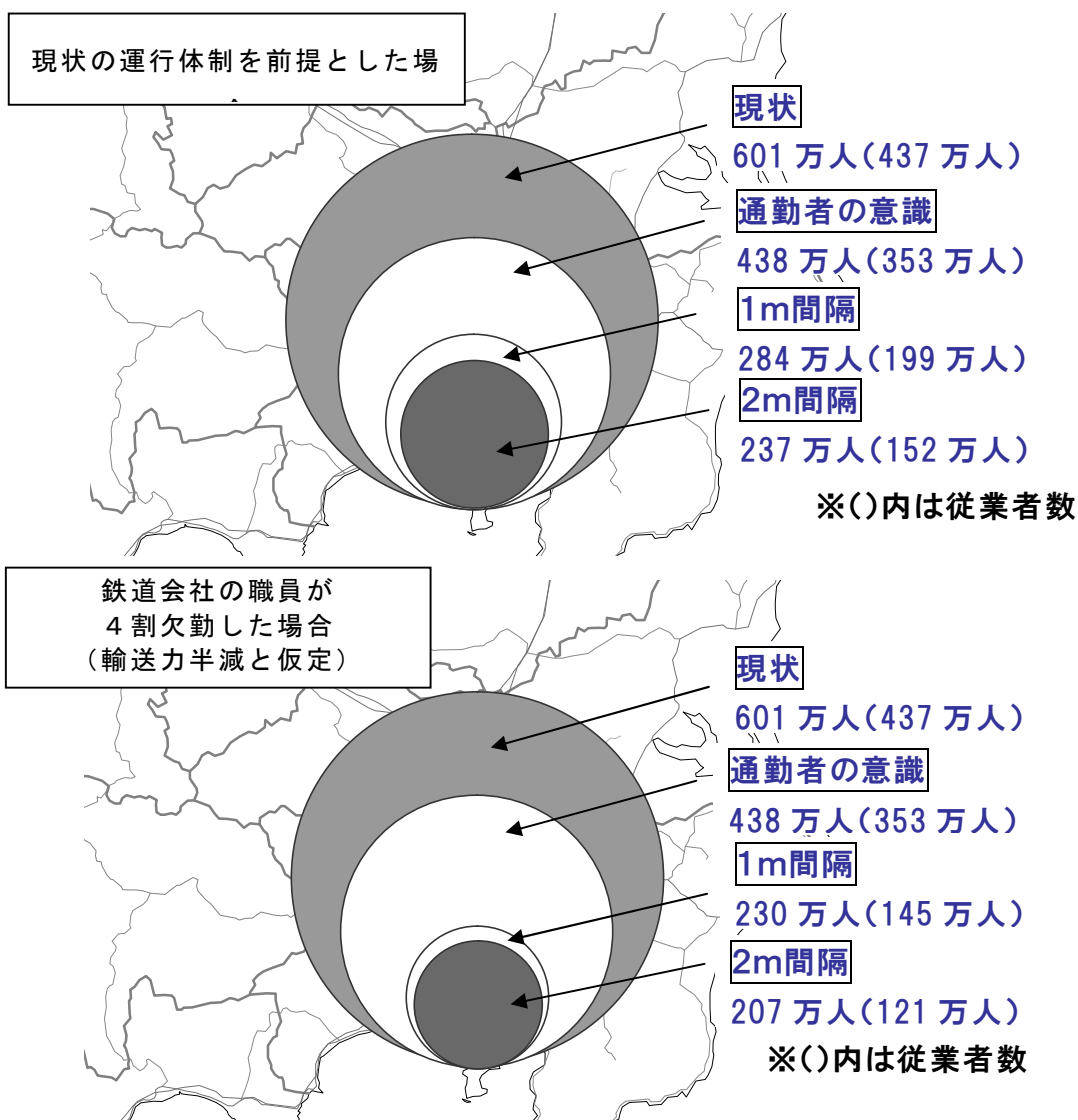 現状の運行体制を前提とした場
現状
601 万人(437 万人)
通勤者の意識
438 万人(353 万人)
1m間隔
284 万人(199 万人)
2m間隔
237 万人(152 万人)
※()内は従業者数
鉄道会社の職員が
４割欠勤した場合
(輸送力半減と仮定)
現状
601 万人(437 万人)
通勤者の意識
438 万人(353 万人)
1m間隔
230 万人(145 万人)
2m間隔
207 万人(121 万人)
※()内は従業者数